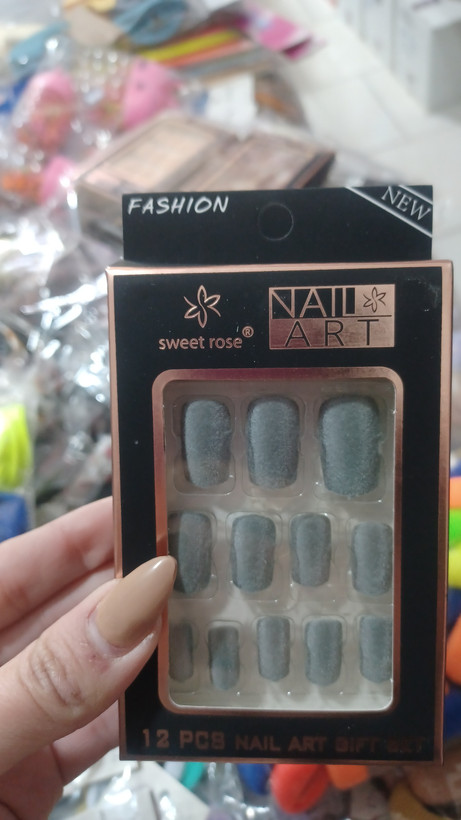 FASHION
NEW
sweet rose®
NAIL
ART
12 PCS NAIL ART GIFT SET